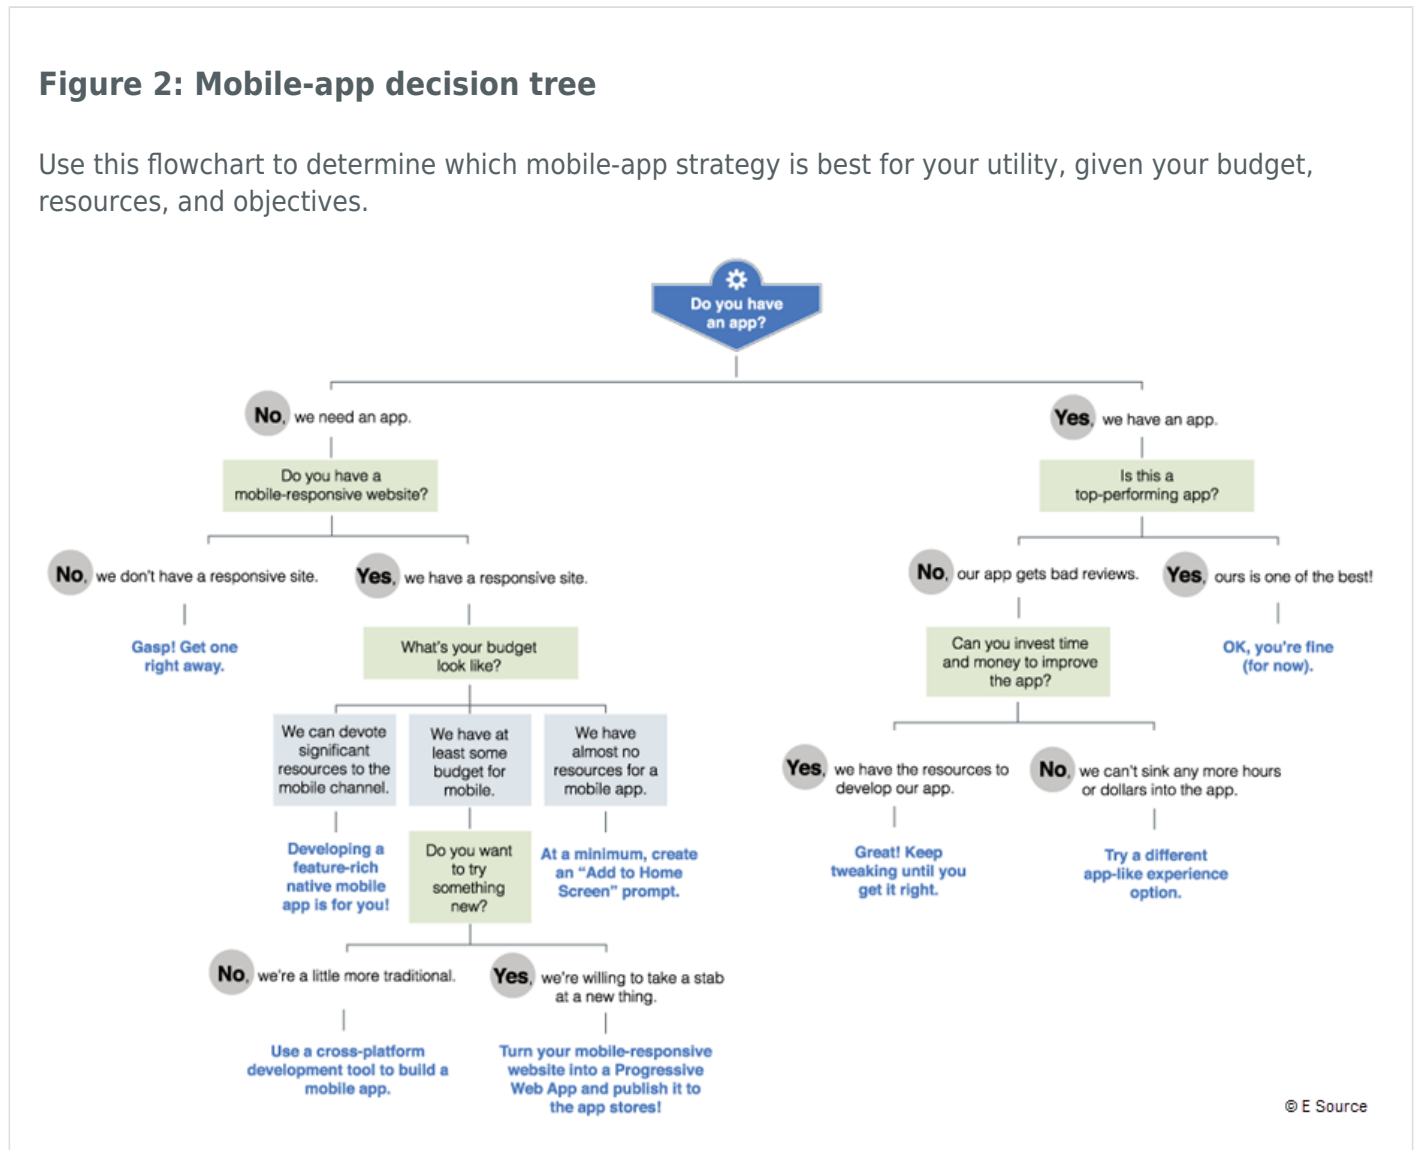 Figure 2: Mobile-app decision tree
Use this flowchart to determine which mobile-app strategy is best for your utility, given your budget,
resources, and objectives.
Do you have
an app?
No, we need an app.
Yes, we have an app.
Do you have a
mobile-responsive website?
Is this a
top-performing app?
No, we don't have a responsive site.
Yes, we have a responsive site.
No, our app gets bad reviews.
Yes, ours is one of the best!
Gasp! Get one
right away.
What's your budget
look like?
Can you invest time
and money to improve
the app?
OK, you're fine
(for now).
We can devote
significant
resources to the
mobile channel.
We have at
least some
budget for
mobile.
We have
almost no
resources for a
mobile app.
Yes, we have the resources to
develop our app.
No, we can't sink any more hours
or dollars into the app.
Developing a
feature-rich
native mobile
app is for you!
Do you want
to try
something
new?
At a minimum, create
an “Add to Home
Screen” prompt.
Great! Keep
tweaking until you
get it right.
Try a different
app-like experience
option.
No, we're a little more traditional.
Yes, we're willing to take a stab
at a new thing.
Use a cross-platform
development tool to build a
mobile app.
Turn your mobile-responsive
website into a Progressive
Web App and publish it to
the app stores!
© E Source